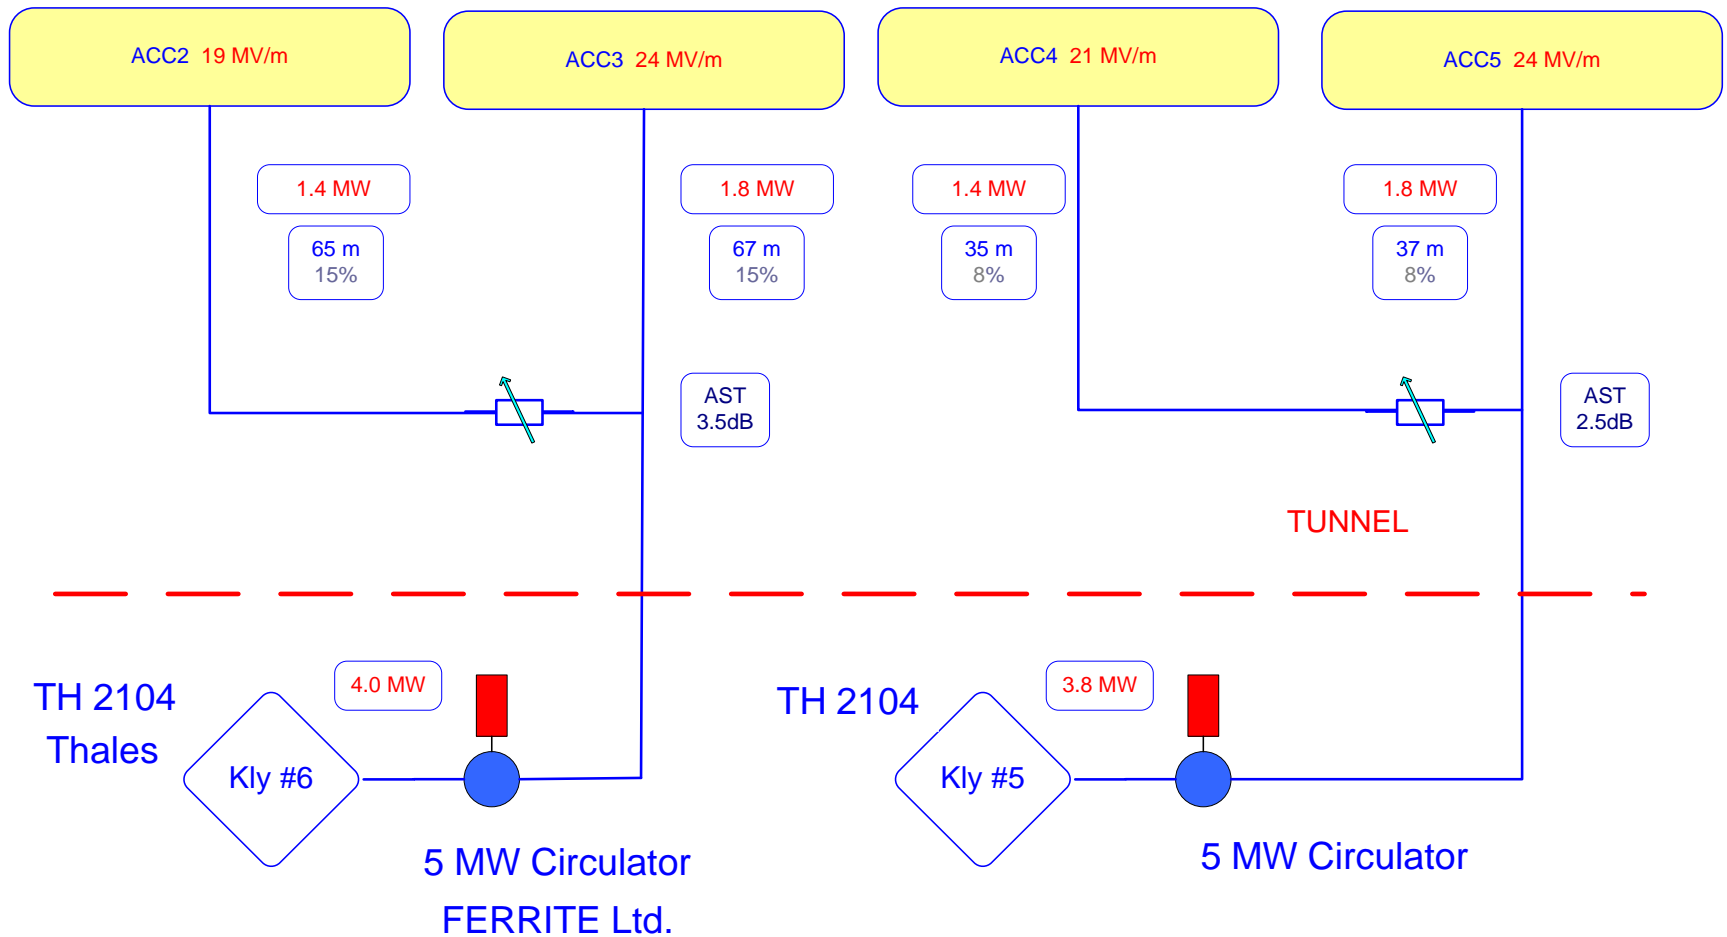 ACC2 19 MV/m
ACC3 24 MV/m
ACC4 21 MV/m
ACC5 24 MV/m
1.4 MW
1.8 MW
1.4 MW
1.8 MW
65 m
15%
67 m
15%
35 m
8%
37 m
8%
AST
3.5dB
AST
2.5dB
TUNNEL
TH 2104
Thales
4.0 MW
Kly #6
5 MW Circulator
FERRITE Ltd.
TH 2104
3.8 MW
Kly #5
5 MW Circulator